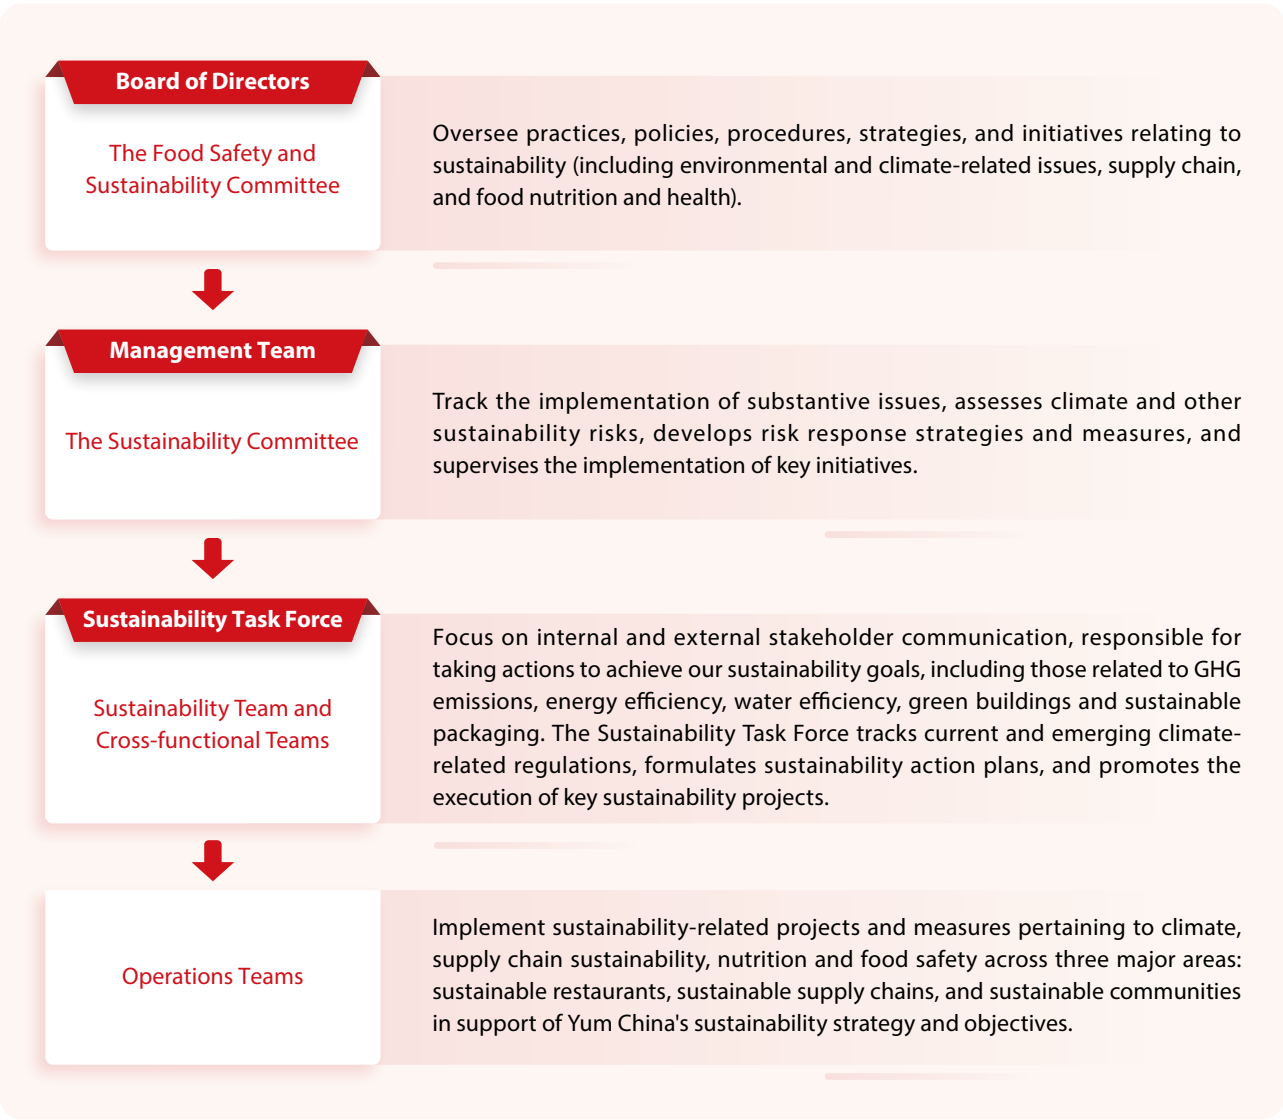 Board of Directors
The Food Safety and
Sustainability Committee
Oversee practices, policies, procedures, strategies, and initiatives relating to
sustainability (including environmental and climate-related issues, supply chain,
and food nutrition and health).
Management Team
The Sustainability Committee
Track the implementation of substantive issues, assesses climate and other
sustainability risks, develops risk response strategies and measures, and
supervises the implementation of key initiatives.
Sustainability Task Force
Sustainability Team and
Cross-functional Teams
Focus on internal and external stakeholder communication, responsible for
taking actions to achieve our sustainability goals, including those related to GHG
emissions, energy efficiency, water efficiency, green buildings and sustainable
packaging. The Sustainability Task Force tracks current and emerging climate-
related regulations, formulates sustainability action plans, and promotes the
execution of key sustainability projects.
Operations Teams
Implement sustainability-related projects and measures pertaining to climate,
supply chain sustainability, nutrition and food safety across three major areas:
sustainable restaurants, sustainable supply chains, and sustainable communities
in support of Yum China's sustainability strategy and objectives.